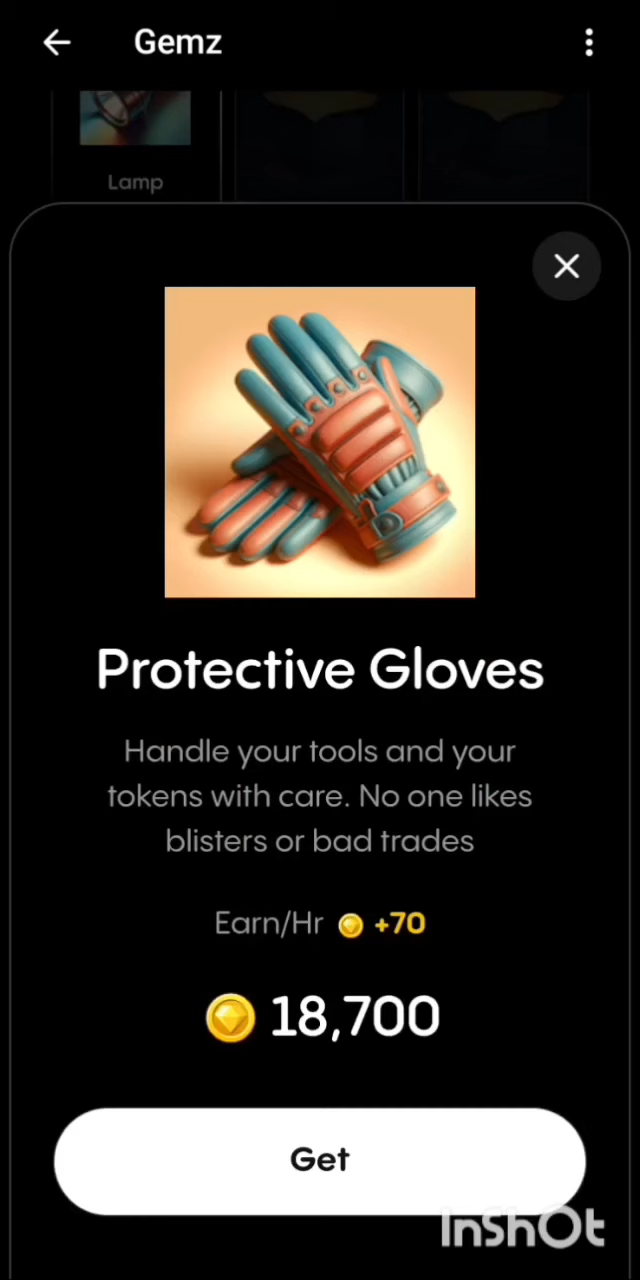 Gemz
Lamp
Protective Gloves
Handle your tools and your
tokens with care. No one likes
blisters or bad trades
Earn/Hr +70
18,700
Get
InShOt